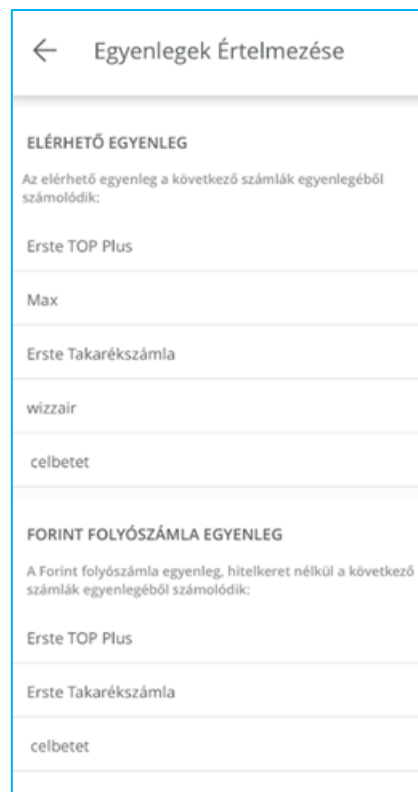 Egyenlegek Értelmezése
ELÉRHETŐ EGYENLEG
Az elérhető egyenleg a következő számlák egyenlegéből
számolódik:
Erste TOP Plus
Max
Erste Takarékszámla
wizzair
celbetet
FORINT FOLYÓSZÁMLA EGYENLEG
A Forint folyószámla egyenleg, hitelkeret nélkül a következő
számlák egyenlegéből számolódik:
Erste TOP Plus
Erste Takarékszámla
celbetet